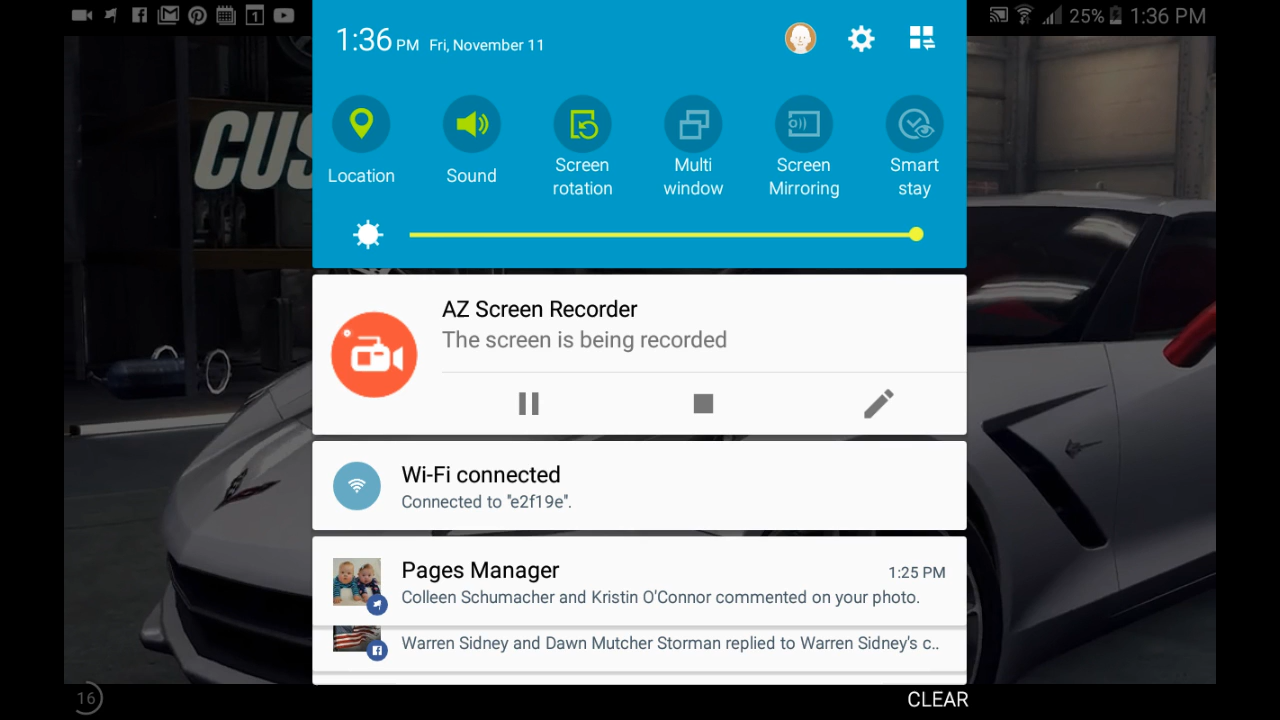 25% 1:36 PM
1:36 PM Fri, November 11
Location
Sound
Screen
rotation
Multi
window
Screen
Mirroring
Smart
stay
CUS
AZ Screen Recorder
The screen is being recorded
Wi-Fi connected
Connected to "e2f19e".
Pages Manager
1:25 PM
Colleen Schumacher and Kristin O'Connor commented on your photo.
Warren Sidney and Dawn Mutcher Storman replied to Warren Sidney's c..
16
CLEAR